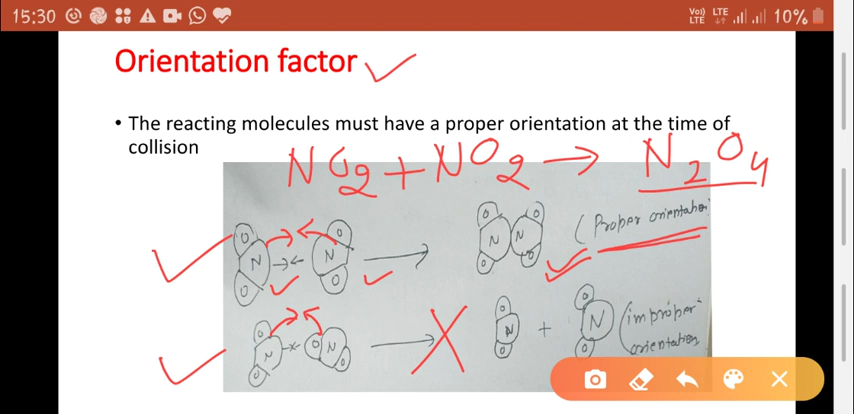 15:30 Vo) LTE LTE 10%
Orientation factor
• The reacting molecules must have a proper orientation at the time of
collision
NO2 + NO2 → N2O4
O O O O
N → ← N → N N (Proper orientation
O O O O
O O O
N ON → N + N (improper
O O O O orientation